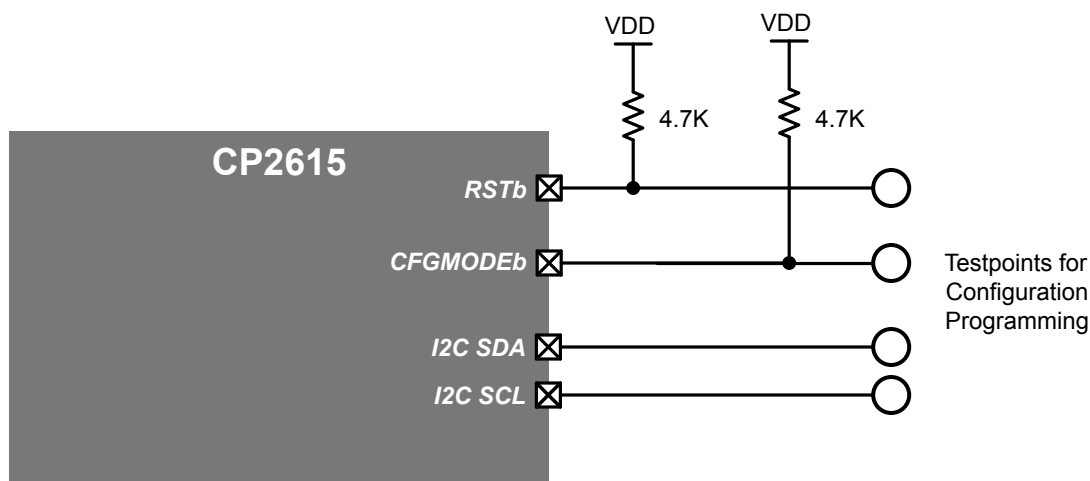 VDD
VDD
4.7K
4.7K
CP2615
RSTb
CFGMODEb
Testpoints for
Configuration
Programming
I2C SDA
I2C SCL